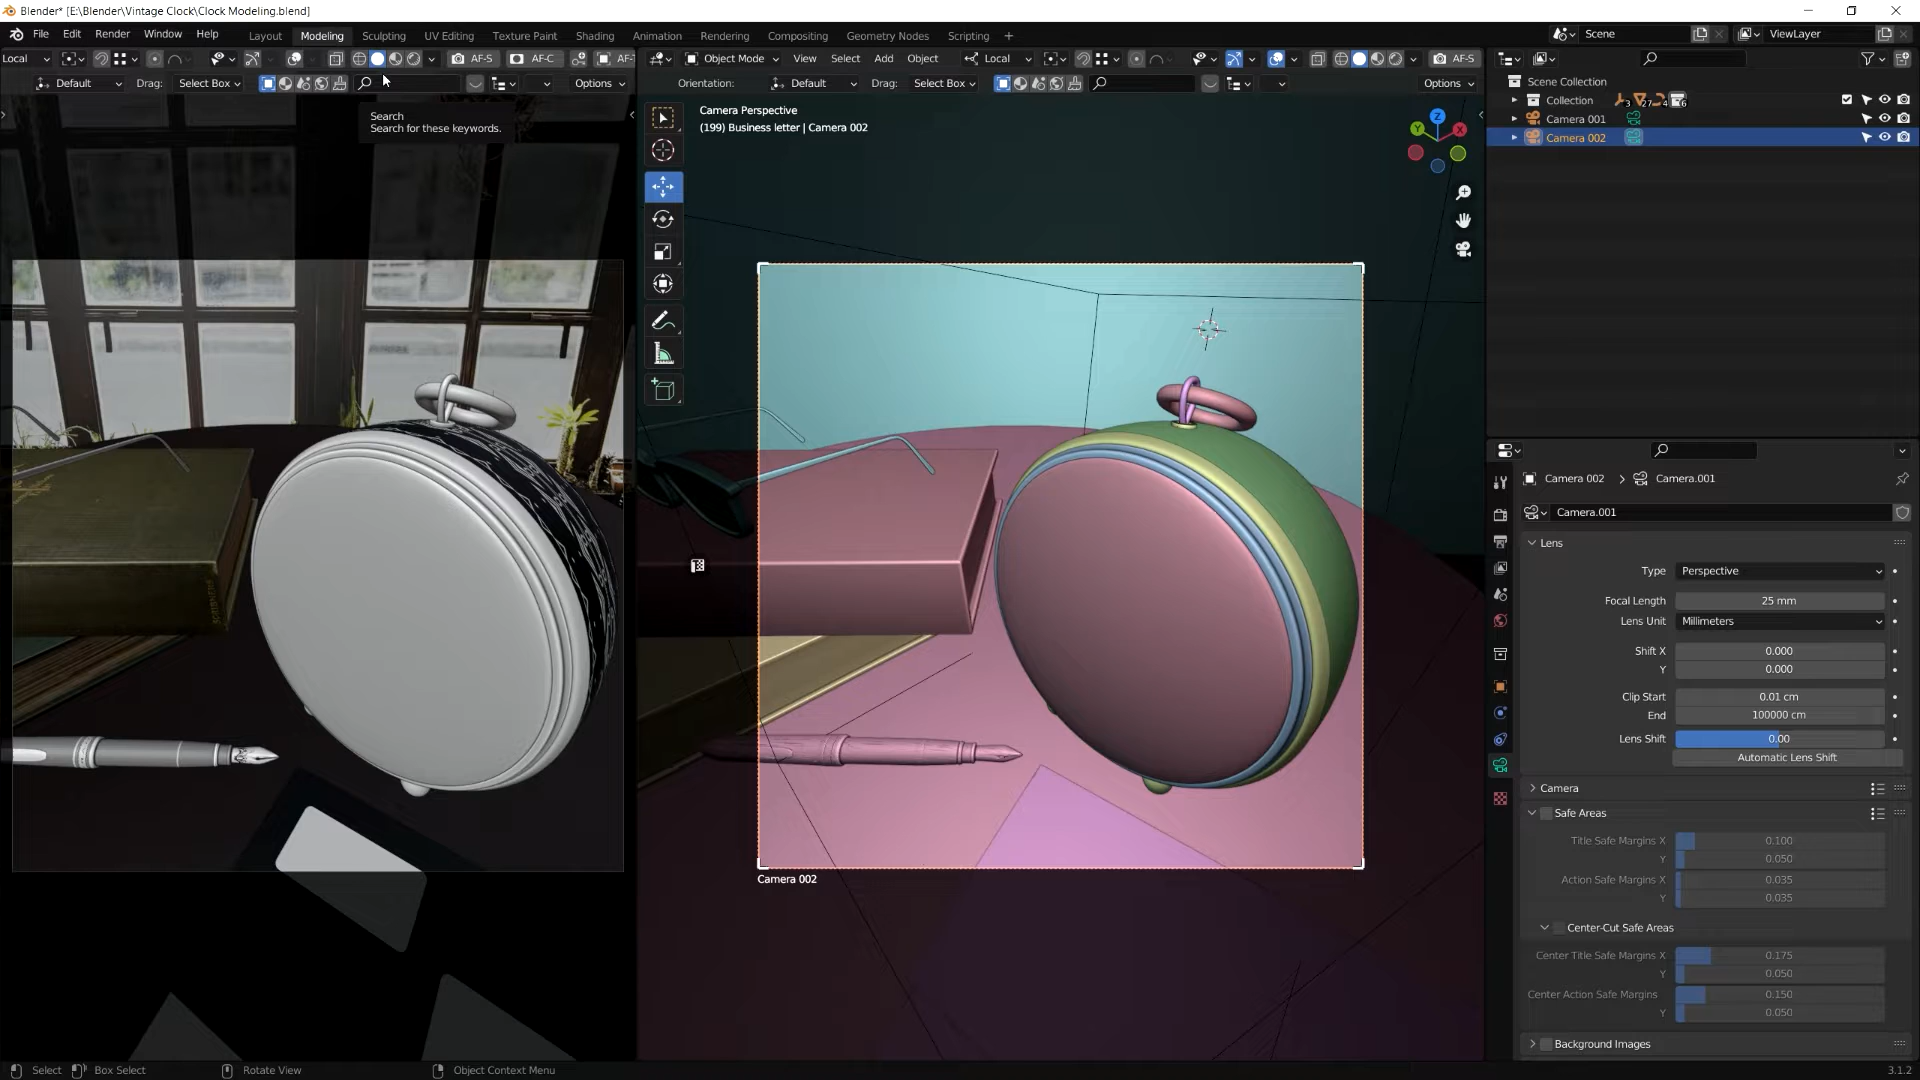 Blender* [E:\Blender\Vintage Clock\Clock Modeling.blend]
File Edit Render Window Help Layout Modeling Sculpting UV Editing Texture Paint Shading Animation Rendering Compositing Geometry Nodes Scripting + Scene ViewLayer
Local AF-S AF-C AF- Object Mode View Select Add Object Local AF-S
Default Drag: Select Box Options Orientation: Default Drag: Select Box Options
Search
Search for these keywords.
Camera Perspective
(199) Business letter | Camera 002
Z
Y
X
Camera 002
Scene Collection
Collection 3 27 4 6
Camera 001
Camera 002
Camera 002 > Camera.001
Camera.001
Lens
Type Perspective
Focal Length 25 mm
Lens Unit Millimeters
Shift X 0.000
Y 0.000
Clip Start 0.01 cm
End 100000 cm
Lens Shift 0.00
Automatic Lens Shift
Camera
Safe Areas
Title Safe Margins X 0.100
Y 0.050
Action Safe Margins X 0.035
Y 0.035
Center-Cut Safe Areas
Center Title Safe Margins X 0.175
Y 0.050
Center Action Safe Margins 0.150
Y 0.050
Background Images
Select Box Select Rotate View Object Context Menu 3.1.2